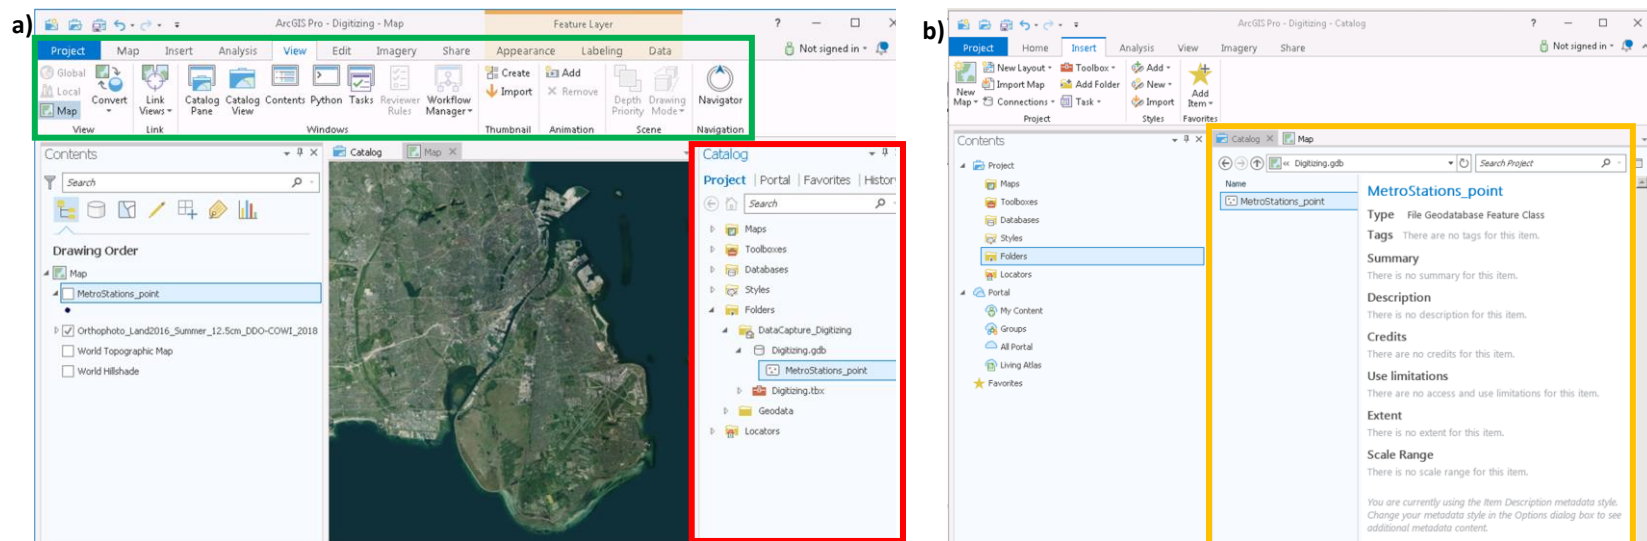 a)
ArcGIS Pro - Digitizing - Map
Feature Layer
?
Project Map Insert Analysis View Edit Imagery Share Appearance Labeling Data
Not signed in
Global
Local
Map
Convert
Link Views
Catalog Pane
Catalog View
Contents
Python
Tasks
Reviewer Rules
Workflow Manager
Create
Import
Add
Remove
Depth Priority
Drawing Mode
Navigator
View Link Windows Thumbnail Animation Scene Navigation
Contents
Search
Drawing Order
Map
MetroStations_point
Orthophoto_Land2016_Summer_12.5cm_DDO-COWI_2018
World Topographic Map
World Hillshade
Catalog Map
Catalog
Project | Portal | Favorites | Histor
Search
Maps
Toolboxes
Databases
Styles
Folders
DataCapture_Digitizing
Digitizing.gdb
MetroStations_point
Digitizing.tbx
Geodata
Locators
b)
ArcGIS Pro - Digitizing - Catalog
?
Project Home Insert Analysis View Imagery Share
Not signed in
New Map
New Layout
Import Map
Connections
Toolbox
Add Folder
Task
Add
New
Import
Add Item
Project Styles Favorites
Contents
Project
Maps
Toolboxes
Databases
Styles
Folders
Locators
Portal
My Content
Groups
All Portal
Living Atlas
Favorites
Catalog Map
Digitizing.gdb
Search Project
Name
MetroStations_point
MetroStations_point
Type File Geodatabase Feature Class
Tags There are no tags for this item.
Summary
There is no summary for this item.
Description
There is no description for this item.
Credits
There are no credits for this item.
Use limitations
There are no access and use limitations for this item.
Extent
There is no extent for this item.
Scale Range
There is no scale range for this item.
You are currently using the Item Description metadata style.
Change your metadata style in the Options dialog box to see
additional metadata content.